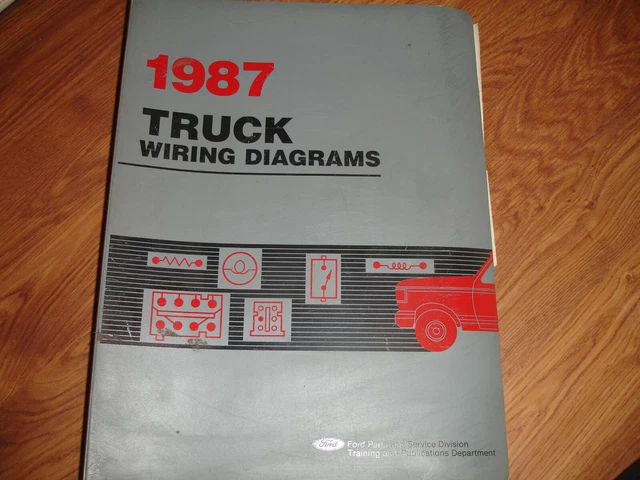 1987
TRUCK
WIRING DIAGRAMS
Ford Ford Parts and Service Division
Training and Publications Department